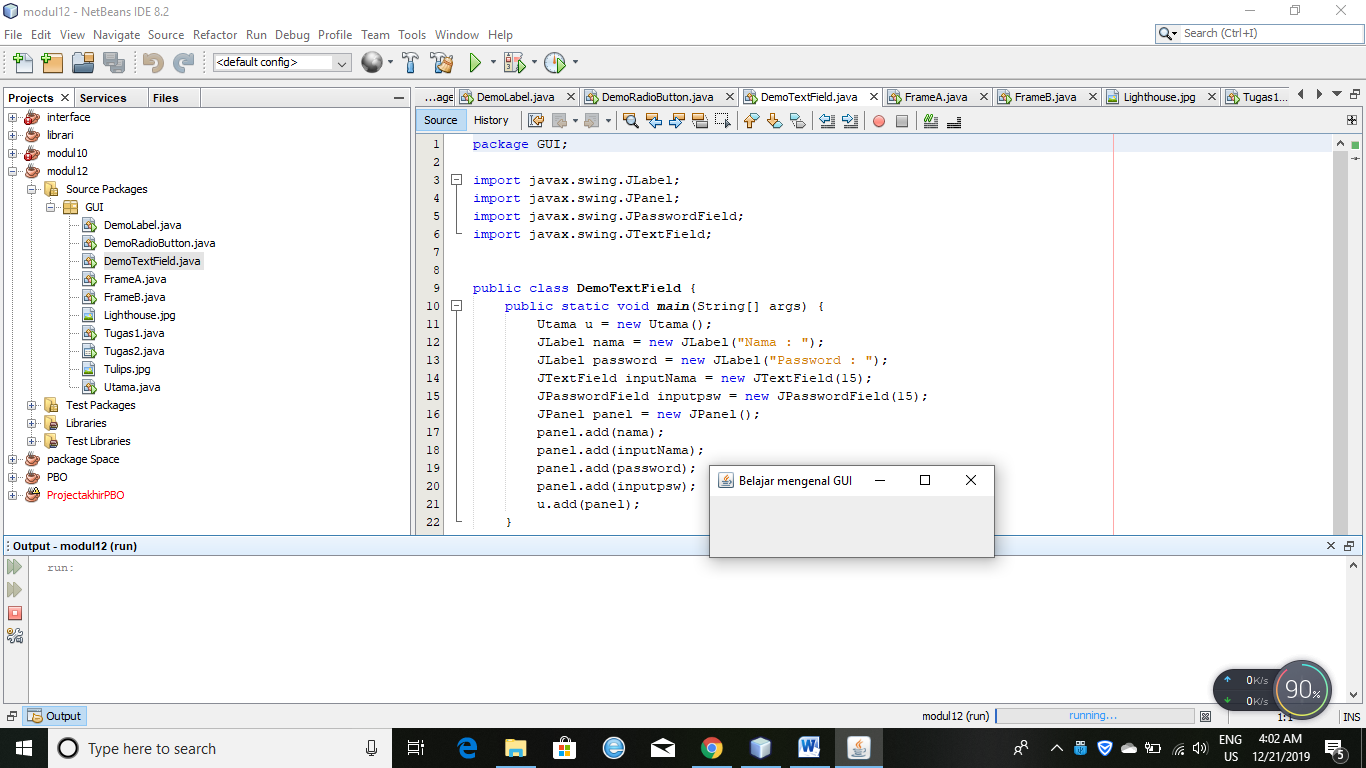 modul12 - NetBeans IDE 8.2
File Edit View Navigate Source Refactor Run Debug Profile Team Tools Window Help
Search (Ctrl+I)
<default config>
Projects Services Files
interface
librari
modul10
modul12
Source Packages
GUI
DemoLabel.java
DemoRadioButton.java
DemoTextField.java
FrameA.java
FrameB.java
Lighthouse.jpg
Tugas1.java
Tugas2.java
Tulips.jpg
Utama.java
Test Packages
Libraries
Test Libraries
package Space
PBO
ProjectakhirPBO
...age DemoLabel.java DemoRadioButton.java DemoTextField.java FrameA.java FrameB.java Lighthouse.jpg Tugas1...
Source History
1 package GUI;
2
3 import javax.swing.JLabel;
4 import javax.swing.JPanel;
5 import javax.swing.JPasswordField;
6 import javax.swing.JTextField;
7
8
9 public class DemoTextField {
10 public static void main(String[] args) {
11 Utama u = new Utama();
12 JLabel nama = new JLabel("Nama : ");
13 JLabel password = new JLabel("Password : ");
14 JTextField inputNama = new JTextField(15);
15 JPasswordField inputpsw = new JPasswordField(15);
16 JPanel panel = new JPanel();
17 panel.add(nama);
18 panel.add(inputNama);
19 panel.add(password);
20 panel.add(inputpsw);
21 u.add(panel);
22 }
Belajar mengenal GUI
Output - modul12 (run)
run:
0K/s
0K/s
90%
Output
modul12 (run) running...
1:1 INS
Type here to search
ENG
US
4:02 AM
12/21/2019
5